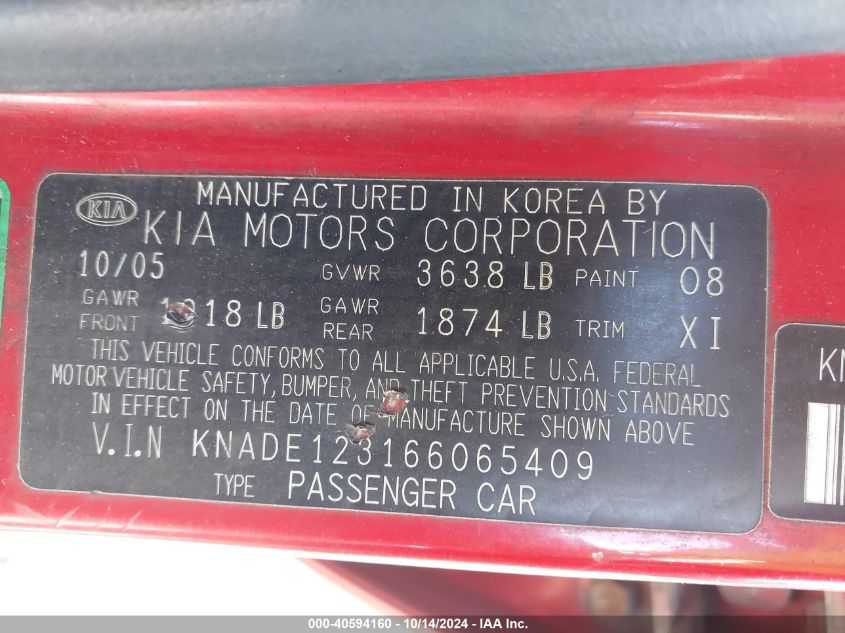 MANUFACTURED IN KOREA BY
KIA KIA MOTORS CORPORATION
10/05 GVWR 3638 LB PAINT 08
GAWR FRONT LB GAWR REAR 1874 LB TRIM XI
THIS VEHICLE CONFORMS TO ALL APPLICABLE U.S.A. FEDERAL
MOTOR VEHICLE SAFETY, BUMPER, AND THEFT PREVENTION STANDARDS
IN EFFECT ON THE DATE OF MANUFACTURE SHOWN ABOVE
V.I.N KNADE123166065409
TYPE PASSENGER CAR
000-40594160 - 10/14/2024 - IAA Inc.